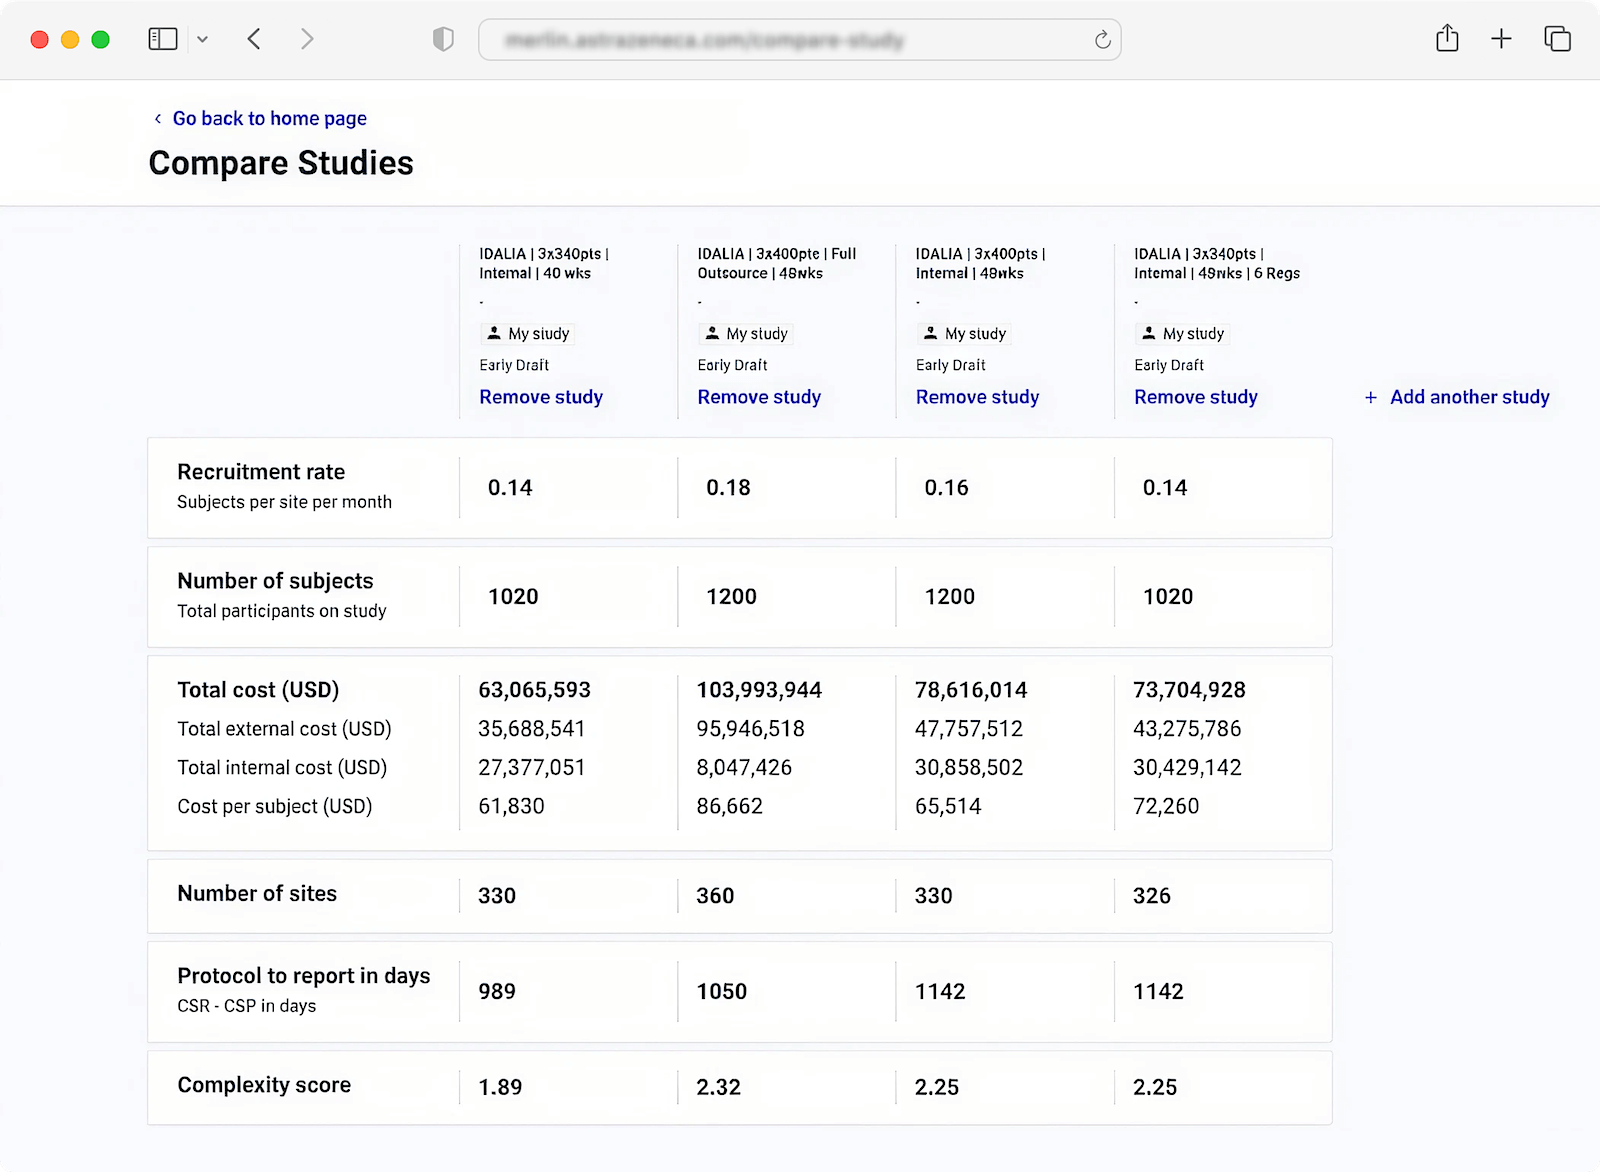 merlin.astrazeneca.com/compare-study
Go back to home page
Compare Studies
IDALIA | 3x340pts |
Internal | 40 wks
-
My study
Early Draft
Remove study
IDALIA | 3x400pte | Full
Outsource | 48wks
-
My study
Early Draft
Remove study
IDALIA | 3x400pts |
Internal | 48wks
-
My study
Early Draft
Remove study
IDALIA | 3x340pts |
Internal | 48wks | 6 Regs
-
My study
Early Draft
Remove study
+ Add another study
Recruitment rate
Subjects per site per month
0.14 0.18 0.16 0.14
Number of subjects
Total participants on study
1020 1200 1200 1020
Total cost (USD) 63,065,593 103,993,944 78,616,014 73,704,928
Total external cost (USD) 35,688,541 95,946,518 47,757,512 43,275,786
Total internal cost (USD) 27,377,051 8,047,426 30,858,502 30,429,142
Cost per subject (USD) 61,830 86,662 65,514 72,260
Number of sites 330 360 330 326
Protocol to report in days
CSR - CSP in days
989 1050 1142 1142
Complexity score 1.89 2.32 2.25 2.25